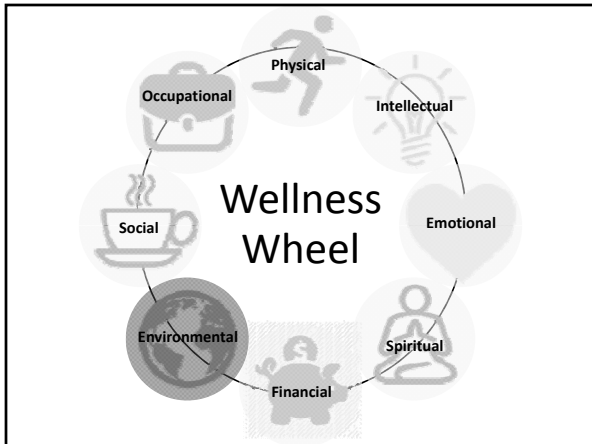 Physical
Occupational
Intellectual
Wellness
Wheel
Social
Emotional
Environmental
Spiritual
$
Financial